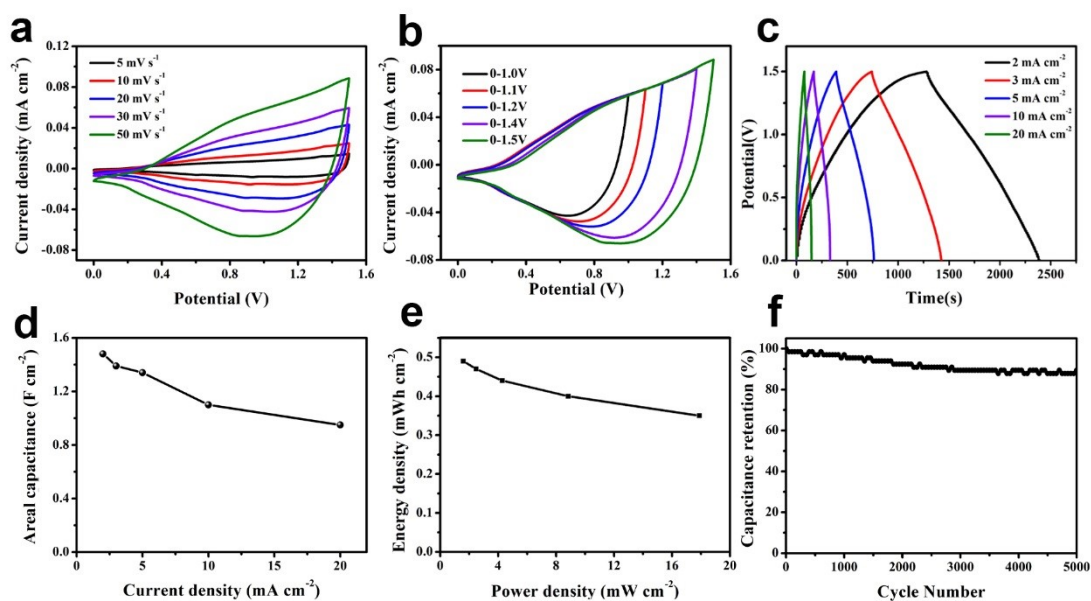 a
Current density (mA cm⁻²)
0.12
0.08
0.04
0.00
-0.04
-0.08
5 mV s⁻¹
10 mV s⁻¹
20 mV s⁻¹
30 mV s⁻¹
50 mV s⁻¹
0.0 0.4 0.8 1.2 1.6
Potential (V)
b
Current density (mA cm⁻²)
0.12
0.08
0.04
0.00
-0.04
-0.08
0-1.0V
0-1.1V
0-1.2V
0-1.4V
0-1.5V
0.0 0.4 0.8 1.2 1.6
Potential (V)
c
Potential(V)
2.0
1.5
1.0
0.5
0.0
2 mA cm⁻²
3 mA cm⁻²
5 mA cm⁻²
10 mA cm⁻²
20 mA cm⁻²
0 500 1000 1500 2000 2500
Time(s)
d
Areal capacitance (F cm⁻²)
1.6
1.2
0.8
0.4
0.0
0 5 10 15 20
Current density (mA cm⁻²)
e
Energy density (mWh cm⁻²)
0.5
0.4
0.3
0.2
0.1
0.0
0 4 8 12 16 20
Power density (mW cm⁻²)
f
Capacitance retention (%)
100
80
60
40
20
0
0 1000 2000 3000 4000 5000
Cycle Number